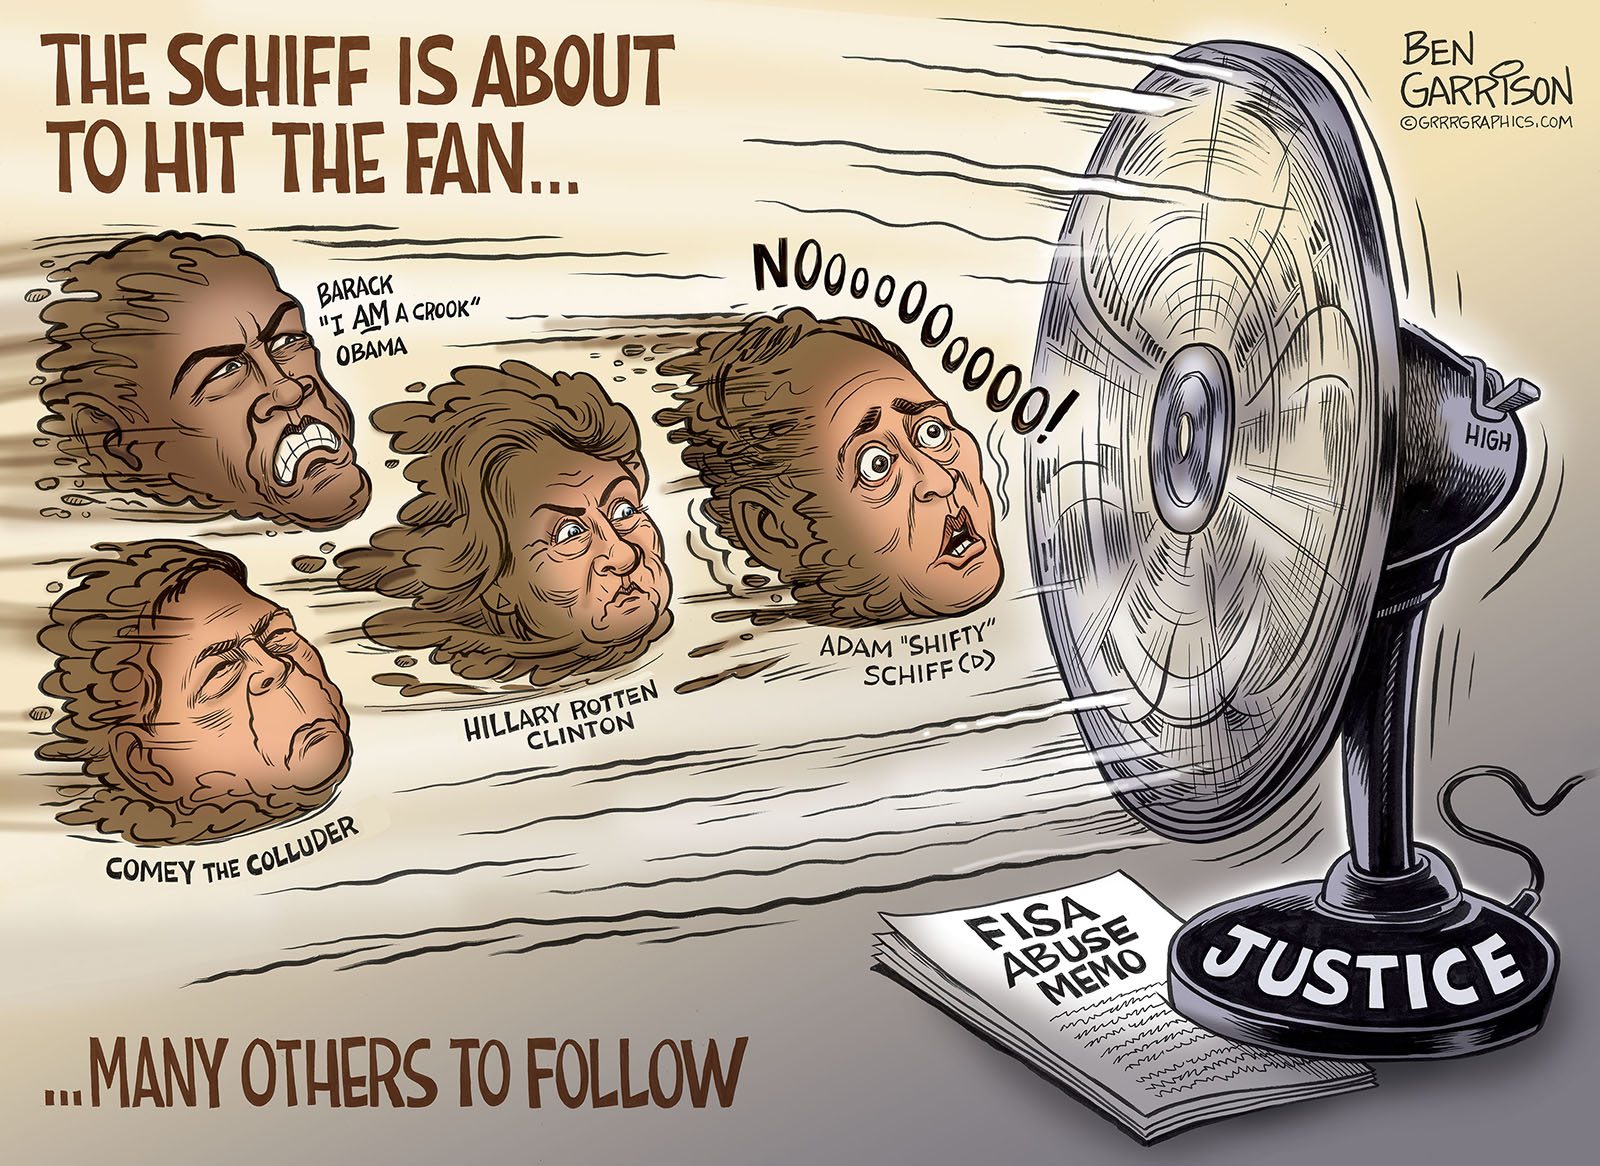 THE SCHIFF IS ABOUT
TO HIT THE FAN...
BEN
GARRISON
©GRRRGRAPHICS.COM
BARACK
"I AM A CROOK"
OBAMA
NOOOOOOOOOOOO!
HIGH
ADAM "SHIFTY"
SCHIFF (D)
HILLARY ROTTEN
CLINTON
COMEY THE COLLUDER
FISA
ABUSE
MEMO
JUSTICE
...MANY OTHERS TO FOLLOW